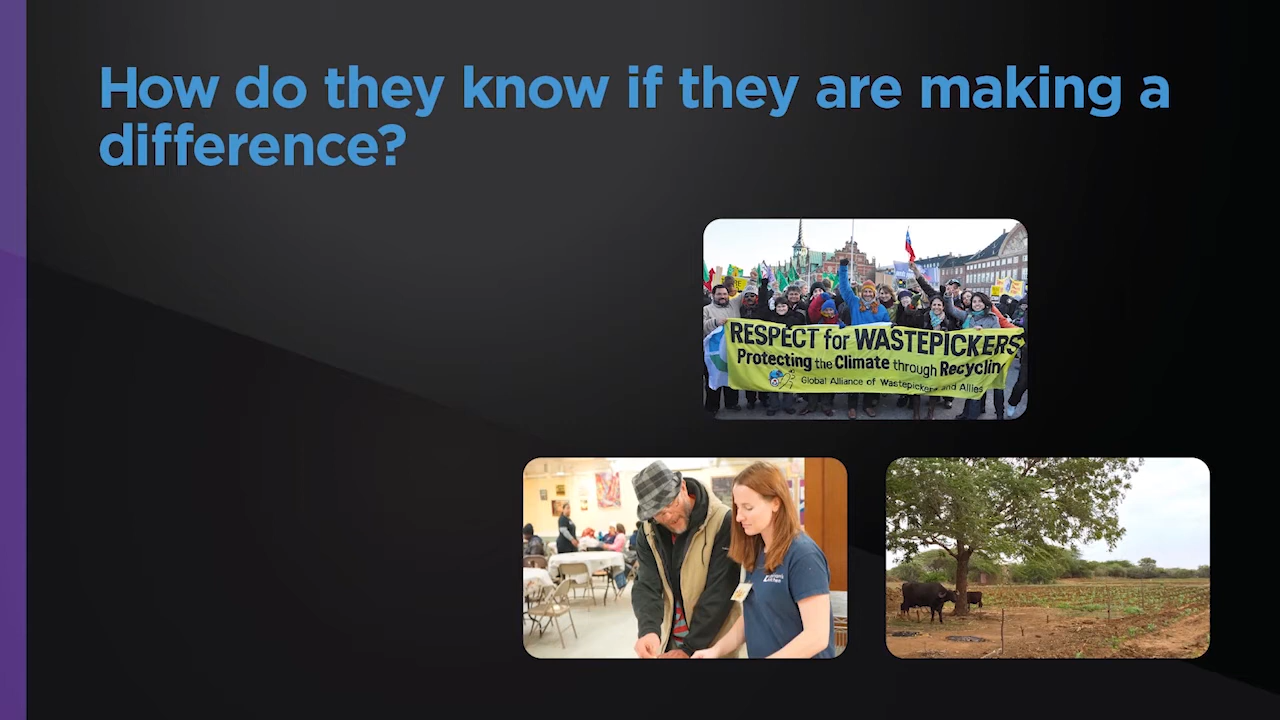 How do they know if they are making a
difference?
RESPECT for WASTEPICKERS
Protecting the Climate through Recyclin
Global Alliance of Wastepickers and Allies